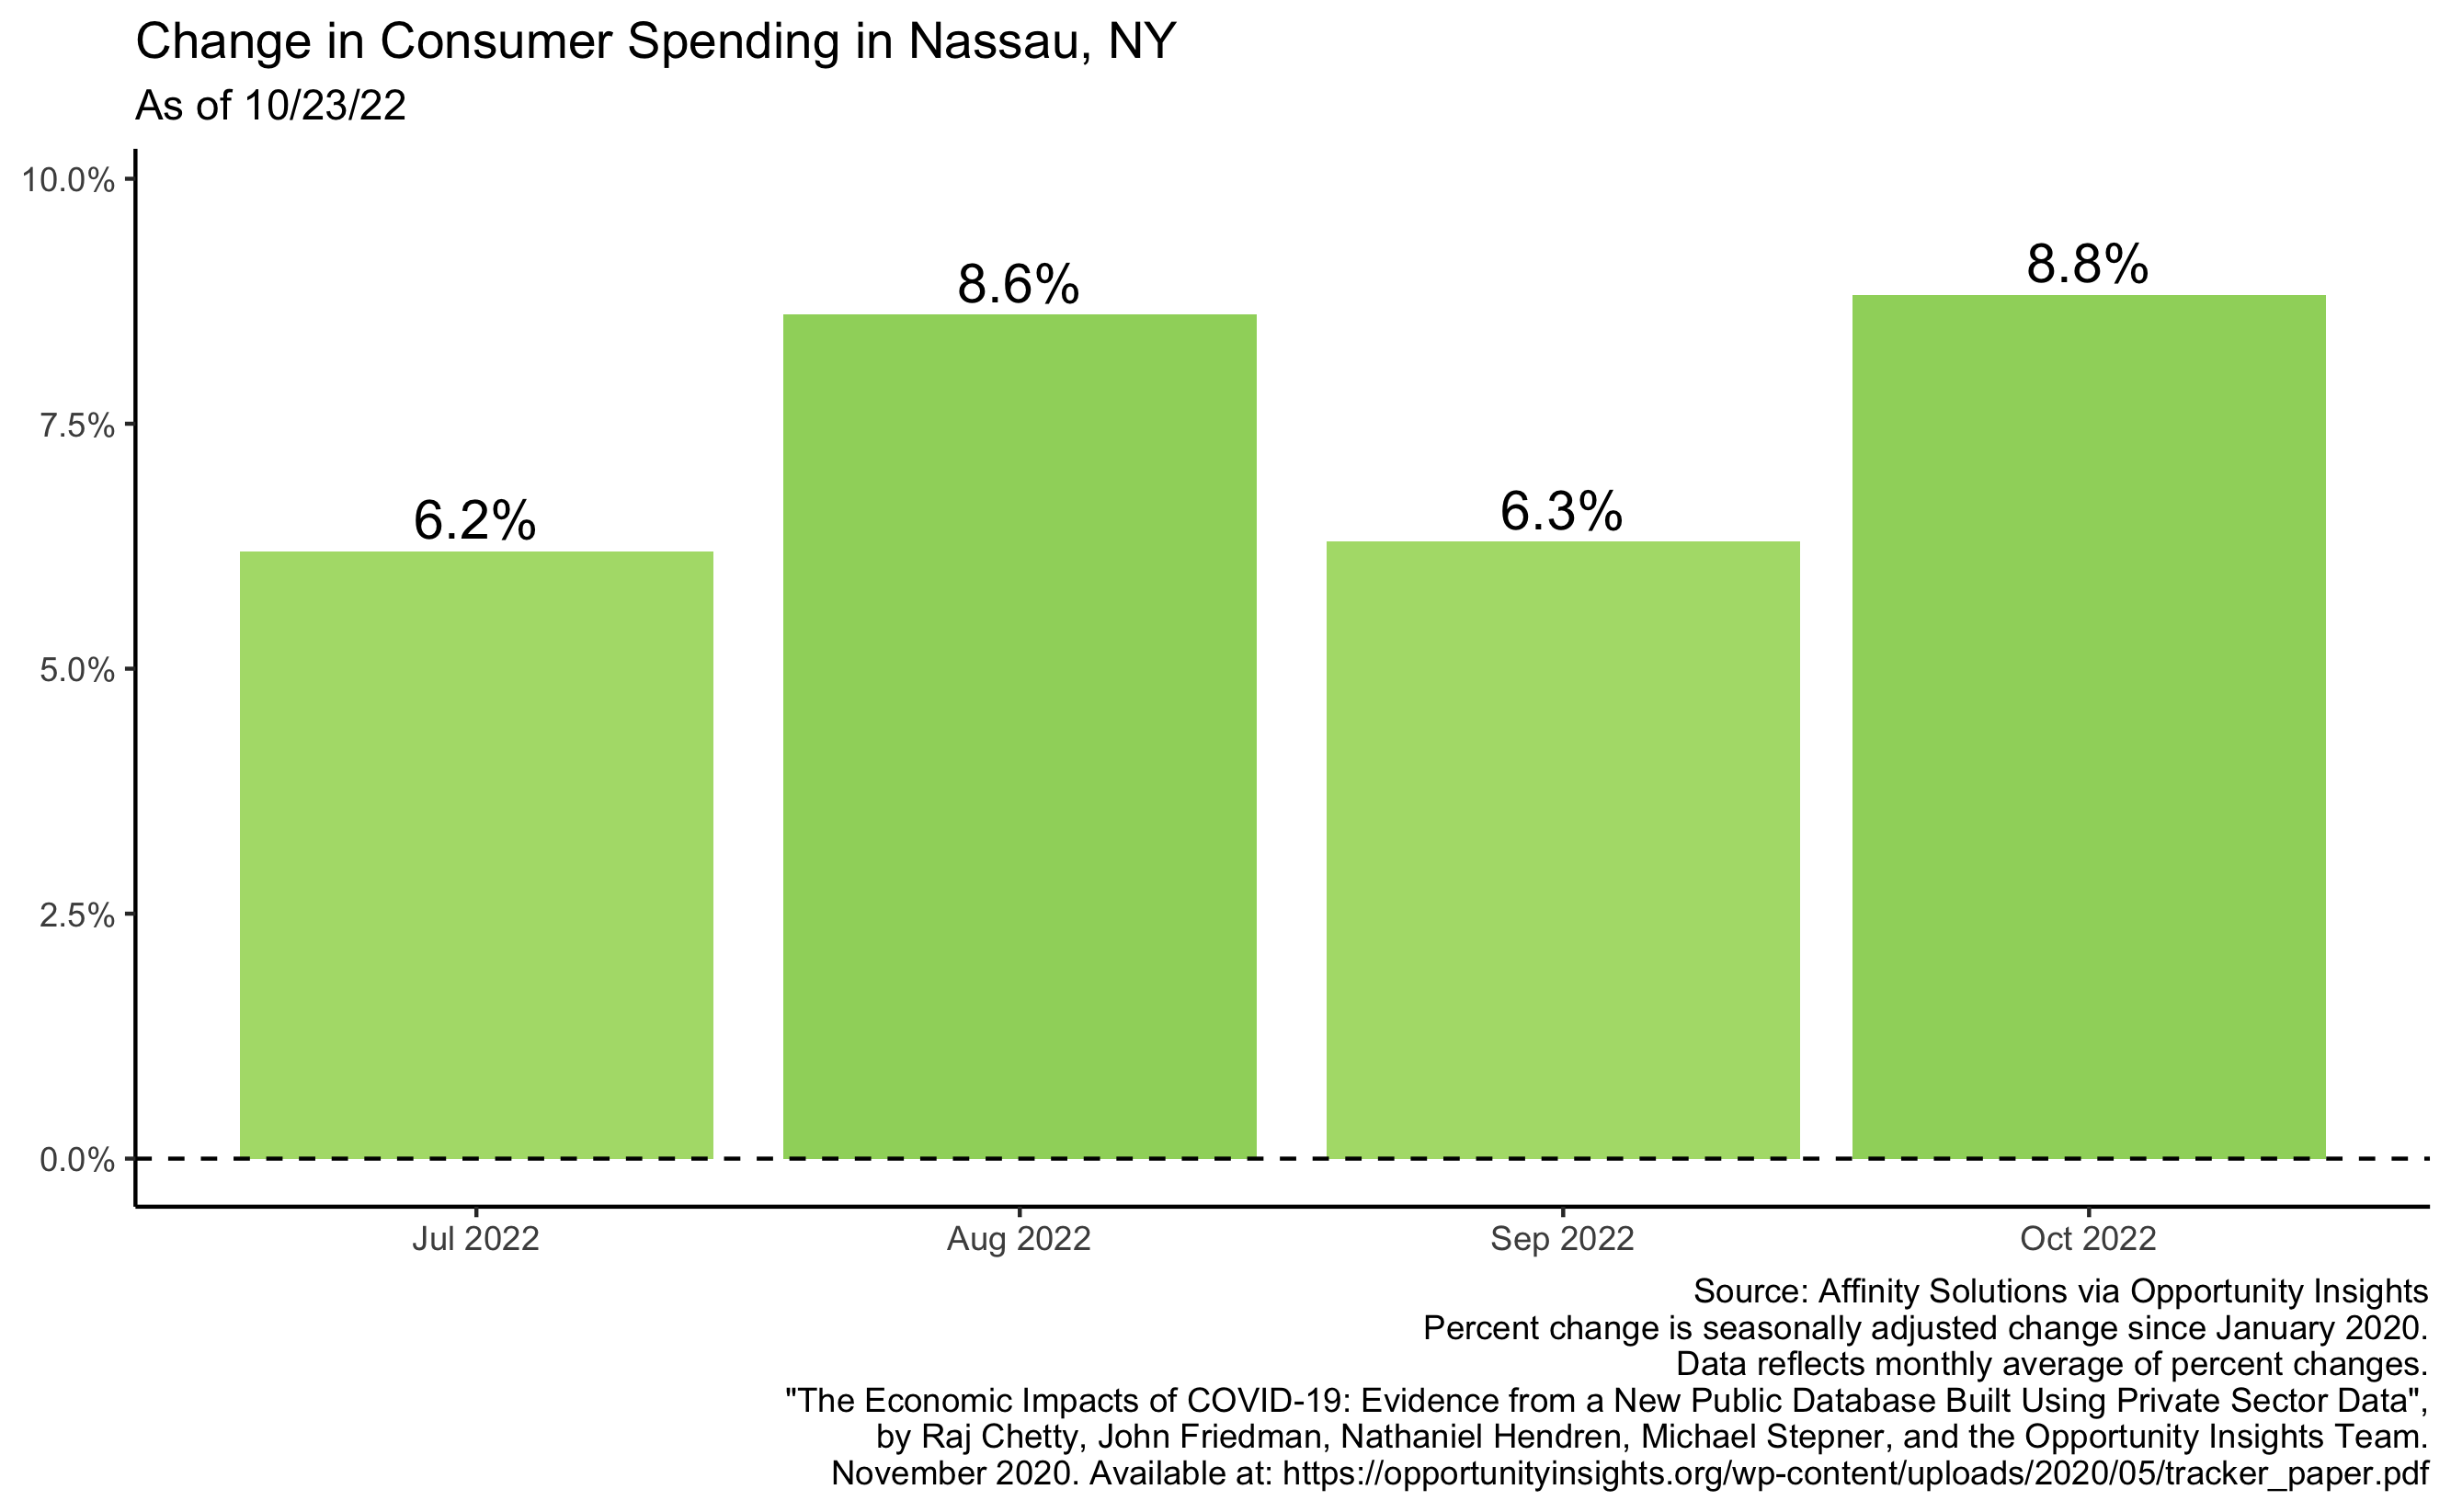 Change in Consumer Spending in Nassau, NY
As of 10/23/22
10.0%
7.5%
5.0%
2.5%
0.0%
6.2%
8.6%
6.3%
8.8%
Jul 2022
Aug 2022
Sep 2022
Oct 2022
Source: Affinity Solutions via Opportunity Insights
Percent change is seasonally adjusted change since January 2020.
Data reflects monthly average of percent changes.
"The Economic Impacts of COVID-19: Evidence from a New Public Database Built Using Private Sector Data",
by Raj Chetty, John Friedman, Nathaniel Hendren, Michael Stepner, and the Opportunity Insights Team.
November 2020. Available at: https://opportunityinsights.org/wp-content/uploads/2020/05/tracker_paper.pdf